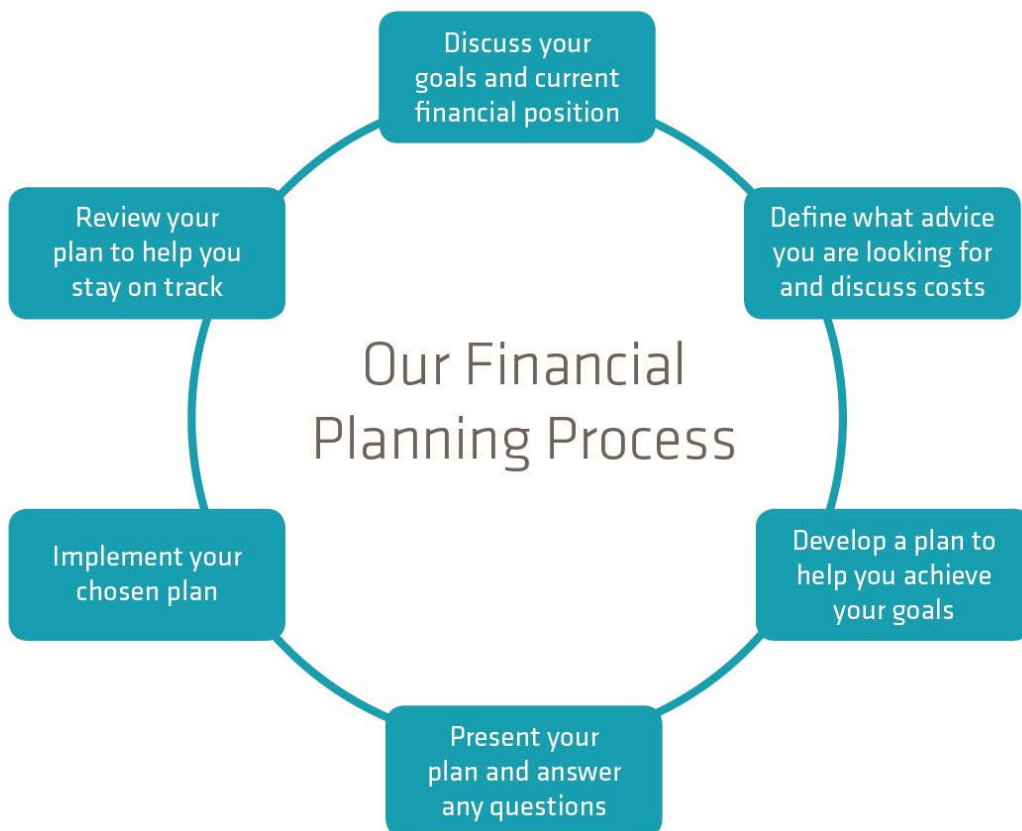 Discuss your
goals and current
financial position
Define what advice
you are looking for
and discuss costs
Develop a plan to
help you achieve
your goals
Present your
plan and answer
any questions
Implement your
chosen plan
Review your
plan to help you
stay on track
Our Financial
Planning Process